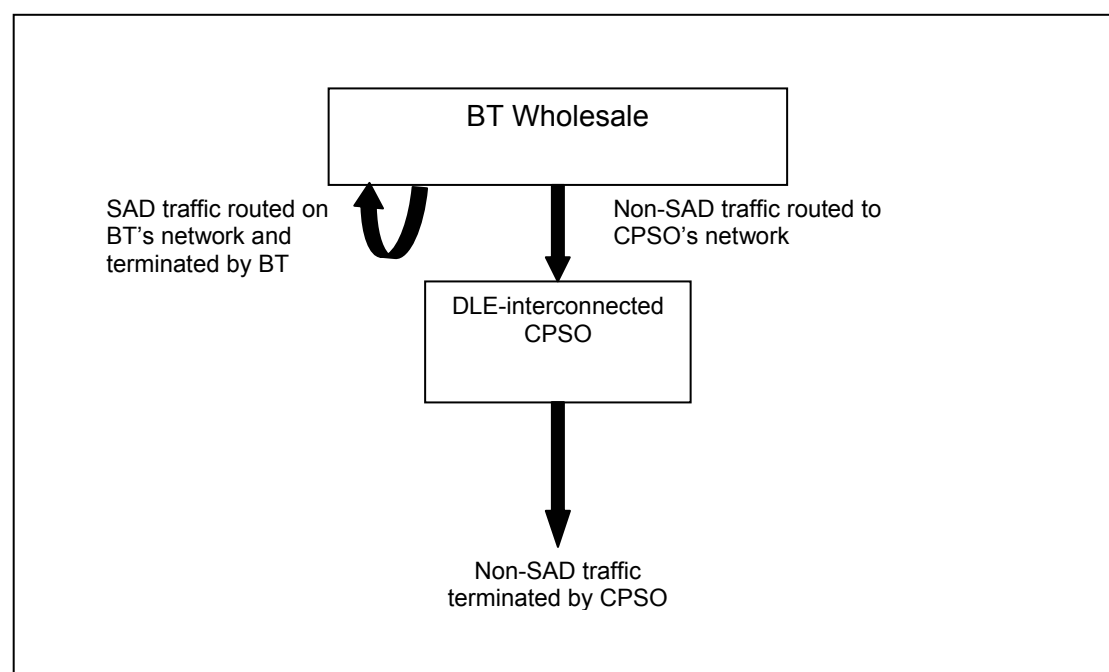 BT Wholesale
SAD traffic routed on
BT’s network and
terminated by BT
Non-SAD traffic routed to
CPSO’s network
DLE-interconnected
CPSO
Non-SAD traffic
terminated by CPSO